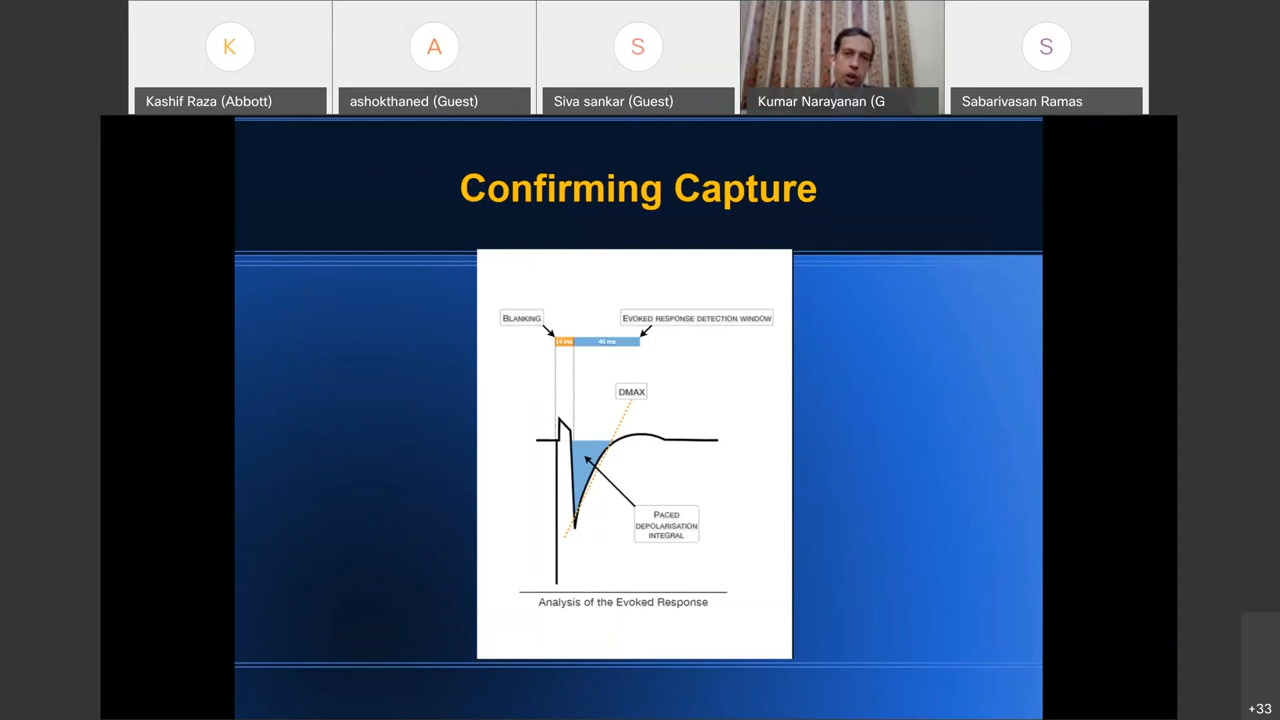 K
A
S
S
Kashif Raza (Abbott)
ashokthaned (Guest)
Siva sankar (Guest)
Kumar Narayanan (G
Sabarivasan Ramas
Confirming Capture
BLANKING
EVOKED RESPONSE DETECTION WINDOW
14 ms
46 ms
DMAX
PACED
DEPOLARISATION
INTEGRAL
Analysis of the Evoked Response
+33